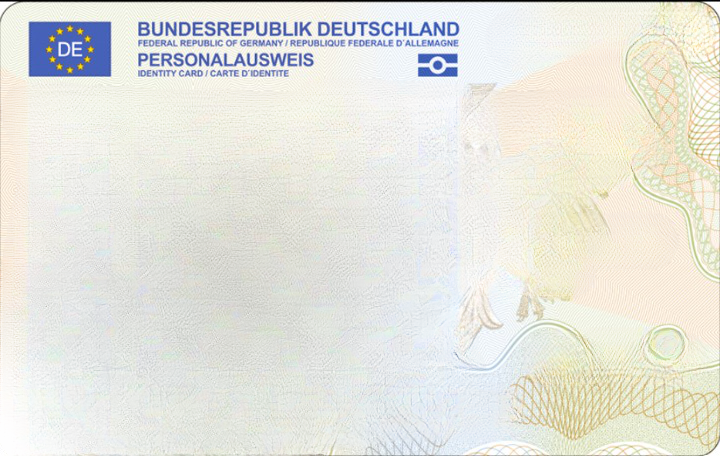 DE
BUNDESREPUBLIK DEUTSCHLAND
FEDERAL REPUBLIC OF GERMANY / REPUBLIQUE FEDERALE D´ALLEMAGNE
PERSONALAUSWEIS
IDENTITY CARD / CARTE D´IDENTITE